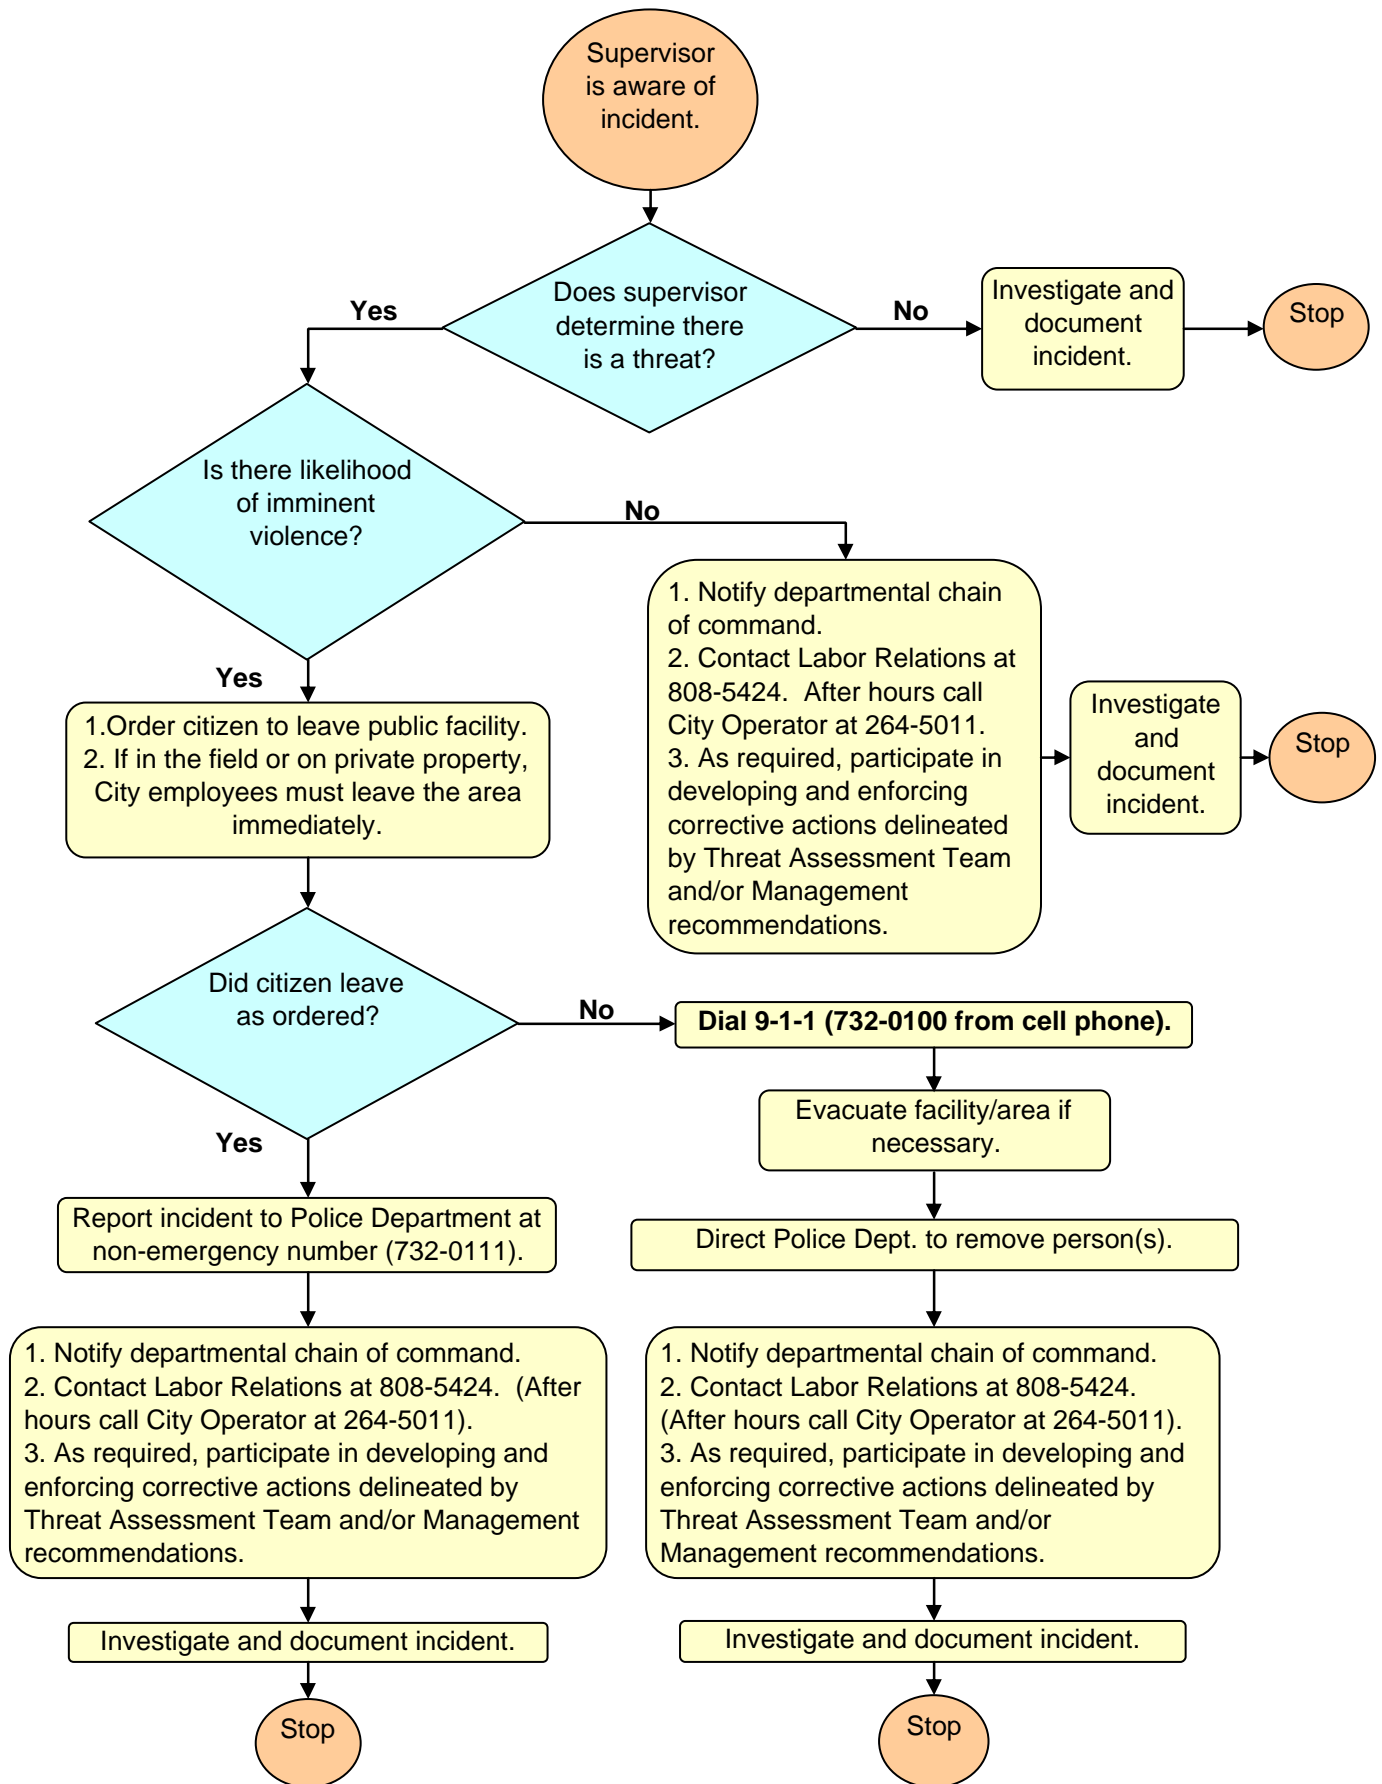 Supervisor
is aware of
incident.
Does supervisor
determine there
is a threat?
Yes
No
Investigate and
document
incident.
Stop
Is there likelihood
of imminent
violence?
No
Yes
1. Notify departmental chain
of command.
2. Contact Labor Relations at
808-5424.  After hours call
City Operator at 264-5011.
3. As required, participate in
developing and enforcing
corrective actions delineated
by Threat Assessment Team
and/or Management
recommendations.
Investigate
and
document
incident.
Stop
1.Order citizen to leave public facility.
2. If in the field or on private property,
City employees must leave the area
immediately.
Did citizen leave
as ordered?
No
Yes
Dial 9-1-1 (732-0100 from cell phone).
Evacuate facility/area if
necessary.
Direct Police Dept. to remove person(s).
Report incident to Police Department at
non-emergency number (732-0111).
1. Notify departmental chain of command.
2. Contact Labor Relations at 808-5424.  (After
hours call City Operator at 264-5011).
3. As required, participate in developing and
enforcing corrective actions delineated by
Threat Assessment Team and/or Management
recommendations.
Investigate and document incident.
Stop
1. Notify departmental chain of command.
2. Contact Labor Relations at 808-5424.
(After hours call City Operator at 264-5011).
3. As required, participate in developing and
enforcing corrective actions delineated by
Threat Assessment Team and/or
Management recommendations.
Investigate and document incident.
Stop